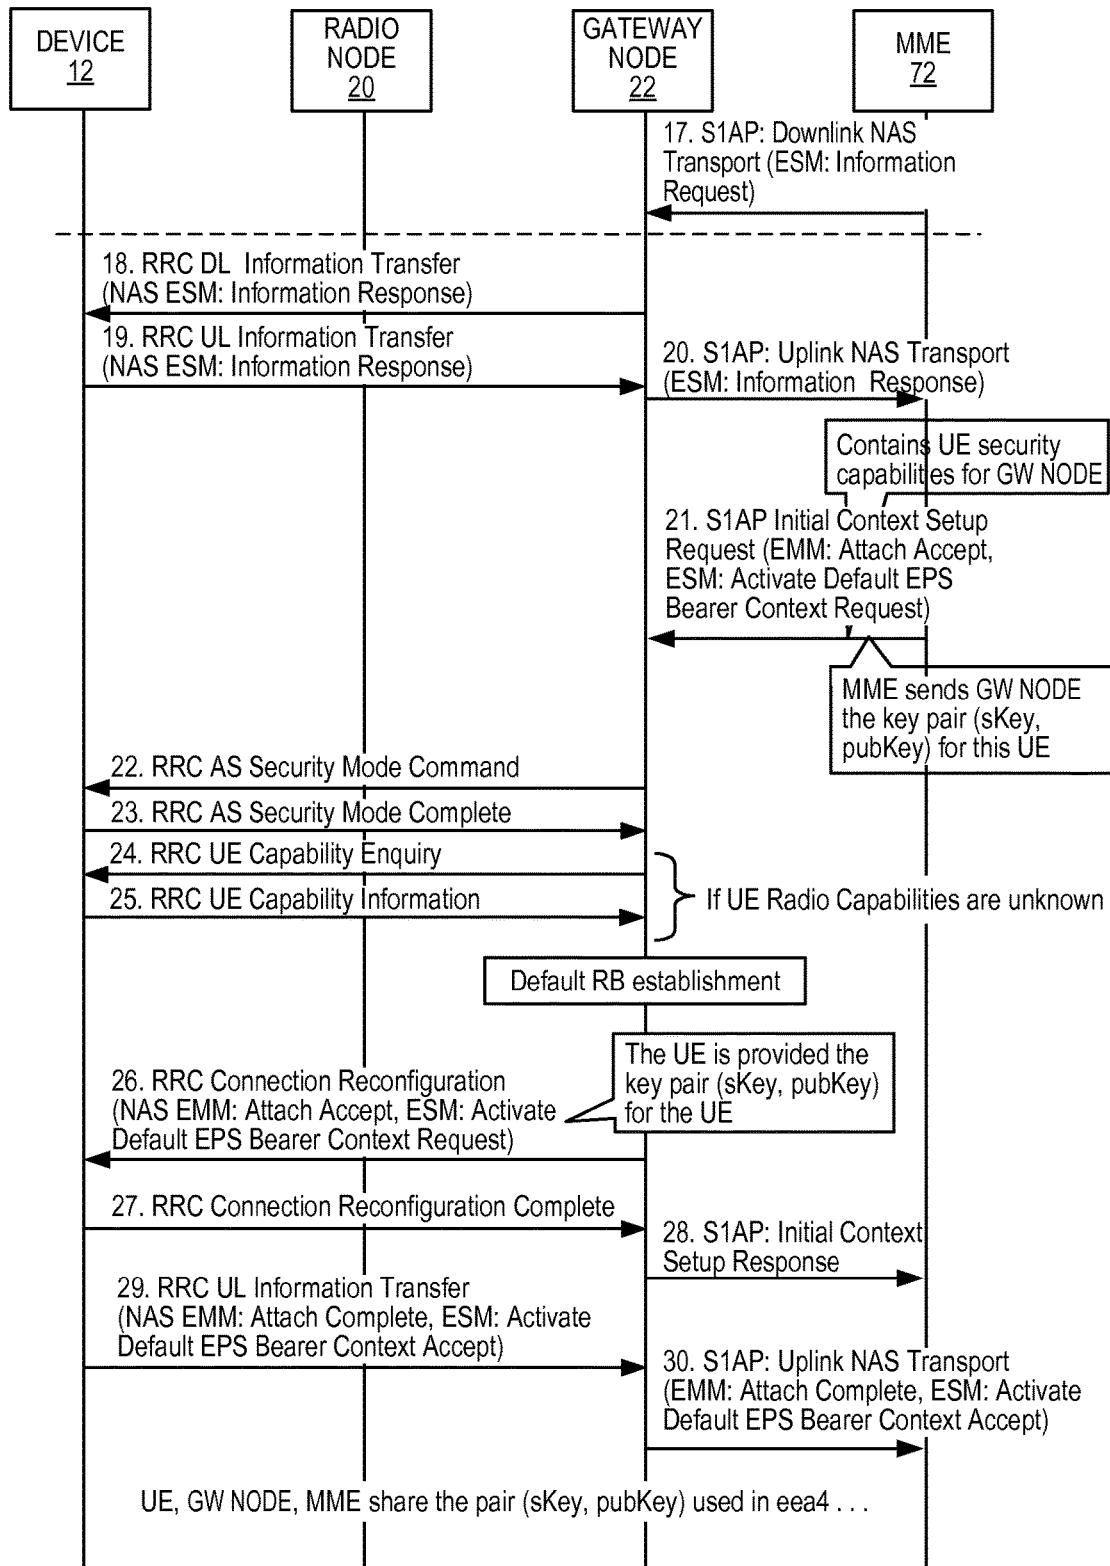 DEVICE
12
RADIO
NODE
20
GATEWAY
NODE
22
MME
72
17. S1AP: Downlink NAS
Transport (ESM: Information
Request)
18. RRC DL Information Transfer
(NAS ESM: Information Response)
19. RRC UL Information Transfer
(NAS ESM: Information Response)
20. S1AP: Uplink NAS Transport
(ESM: Information Response)
Contains UE security
capabilities for GW NODE
21. S1AP Initial Context Setup
Request (EMM: Attach Accept,
ESM: Activate Default EPS
Bearer Context Request)
MME sends GW NODE
the key pair (sKey,
pubKey) for this UE
22. RRC AS Security Mode Command
23. RRC AS Security Mode Complete
24. RRC UE Capability Enquiry
25. RRC UE Capability Information
If UE Radio Capabilities are unknown
Default RB establishment
The UE is provided the
key pair (sKey, pubKey)
for the UE
26. RRC Connection Reconfiguration
(NAS EMM: Attach Accept, ESM: Activate
Default EPS Bearer Context Request)
27. RRC Connection Reconfiguration Complete
28. S1AP: Initial Context
Setup Response
29. RRC UL Information Transfer
(NAS EMM: Attach Complete, ESM: Activate
Default EPS Bearer Context Accept)
30. S1AP: Uplink NAS Transport
(EMM: Attach Complete, ESM: Activate
Default EPS Bearer Context Accept)
UE, GW NODE, MME share the pair (sKey, pubKey) used in eea4 . . .